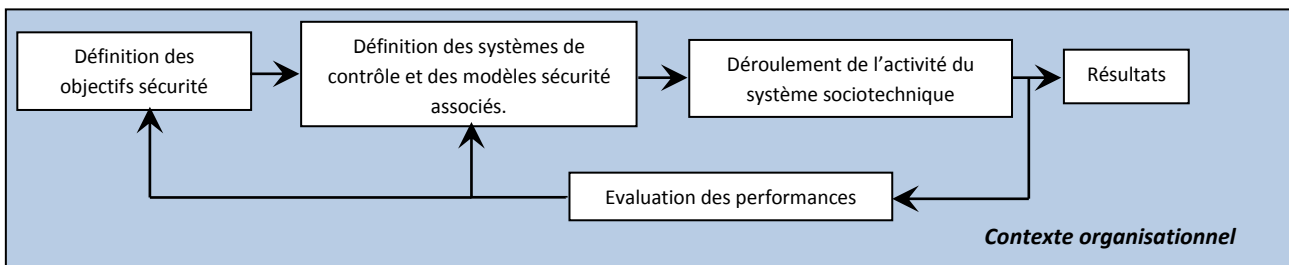 Définition des
objectifs sécurité
Définition des systèmes de
contrôle et des modèles sécurité
associés.
Déroulement de l’activité du
système sociotechnique
Résultats
Evaluation des performances
Contexte organisationnel